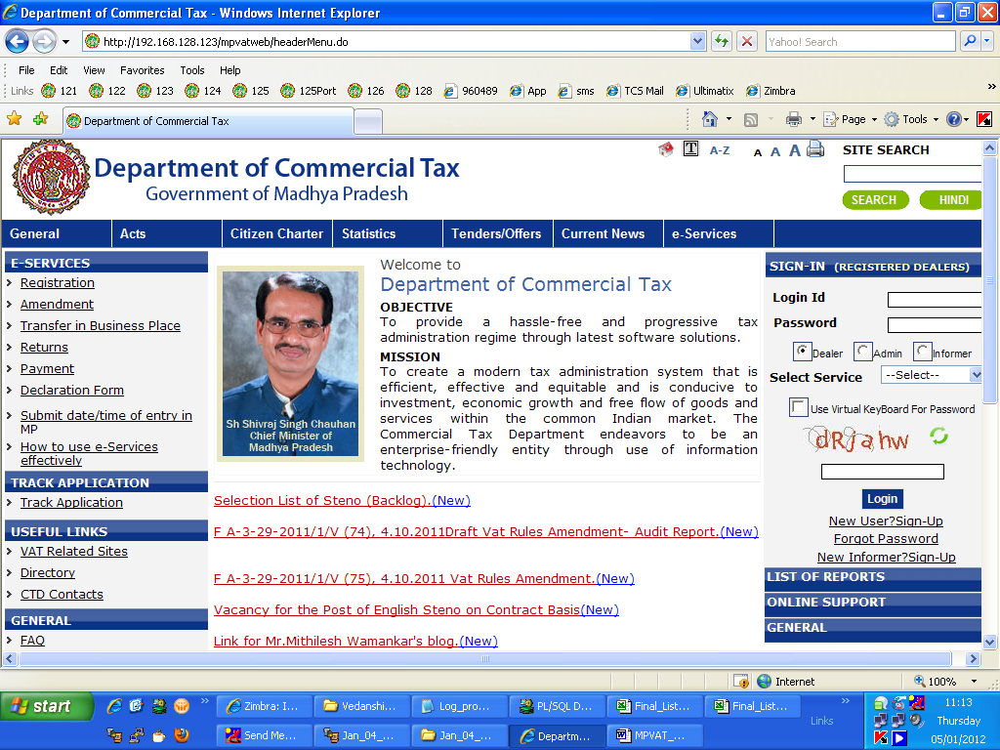 Department of Commercial Tax - Windows Internet Explorer
http://192.168.128.123/mpvatweb/headerMenu.do
Yahoo! Search
File Edit View Favorites Tools Help
Links 121 122 123 124 125 125Port 126 128 960489 App sms TCS Mail Ultimatix Zimbra
Department of Commercial Tax
Page Tools
Department of Commercial Tax
Government of Madhya Pradesh
T A-Z A A A
SITE SEARCH
SEARCH HINDI
General Acts Citizen Charter Statistics Tenders/Offers Current News e-Services
E-SERVICES
Registration
Amendment
Transfer in Business Place
Returns
Payment
Declaration Form
Submit date/time of entry in
MP
How to use e-Services
effectively
TRACK APPLICATION
Track Application
USEFUL LINKS
VAT Related Sites
Directory
CTD Contacts
GENERAL
FAQ
Sh Shivraj Singh Chauhan
Chief Minister of
Madhya Pradesh
Welcome to
Department of Commercial Tax
OBJECTIVE
To provide a hassle-free and progressive tax
administration regime through latest software solutions.
MISSION
To create a modern tax administration system that is
efficient, effective and equitable and is conducive to
investment, economic growth and free flow of goods and
services within the common Indian market. The
Commercial Tax Department endeavors to be an
enterprise-friendly entity through use of information
technology.
Selection List of Steno (Backlog).(New)
F A-3-29-2011/1/V (74), 4.10.2011Draft Vat Rules Amendment- Audit Report.(New)
F A-3-29-2011/1/V (75), 4.10.2011 Vat Rules Amendment.(New)
Vacancy for the Post of English Steno on Contract Basis(New)
Link for Mr.Mithilesh Wamankar's blog.(New)
SIGN-IN (REGISTERED DEALERS)
Login Id
Password
Dealer Admin Informer
Select Service --Select--
Use Virtual KeyBoard For Password
dRjahw
Login
New User?Sign-Up
Forgot Password
New Informer?Sign-Up
LIST OF REPORTS
ONLINE SUPPORT
GENERAL
Internet 100%
start
Zimbra: I... Vedanshi... Log_pro... PL/SQL D... Final_List... Final_List...
Send Me... Jan_04_... Jan_04_... Departm... MPVAT_...
Links
11:13
Thursday
05/01/2012